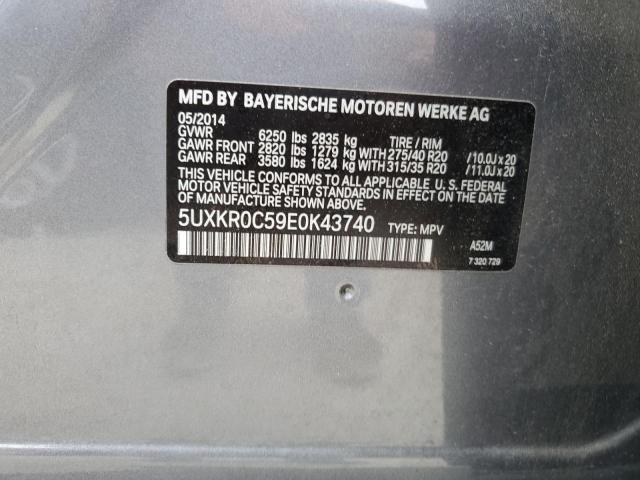 MFD BY BAYERISCHE MOTOREN WERKE AG
05/2014
GVWR 6250 lbs 2835 kg TIRE / RIM
GAWR FRONT 2820 lbs 1279 kg WITH 275/40 R20 /10.0J x 20
GAWR REAR 3580 lbs 1624 kg WITH 315/35 R20 /11.0J x 20
THIS VEHICLE CONFORMS TO ALL APPLICABLE U. S. FEDERAL
MOTOR VEHICLE SAFETY STANDARDS IN EFFECT ON THE DATE
OF MANUFACTURE SHOWN ABOVE.
5UXKR0C59E0K43740 TYPE: MPV
A52M
7 320 729